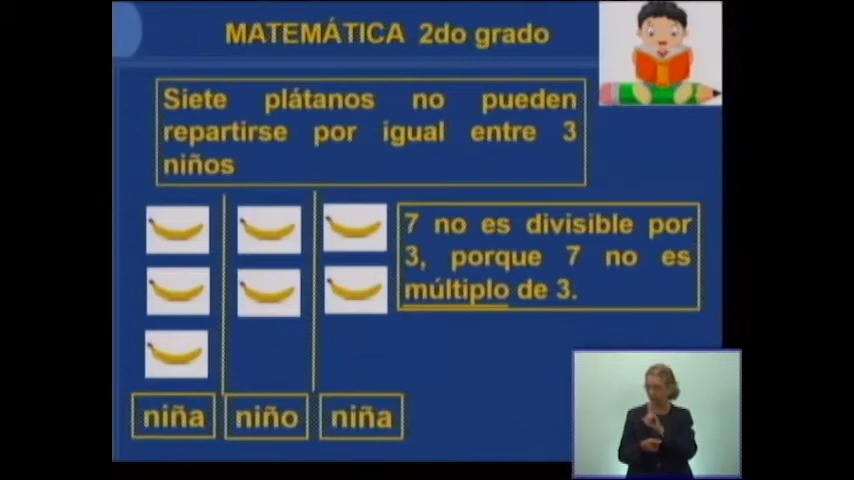 MATEMÁTICA 2do grado
Siete plátanos no pueden
repartirse por igual entre 3
niños
7 no es divisible por
3, porque 7 no es
múltiplo de 3.
niña niño niña